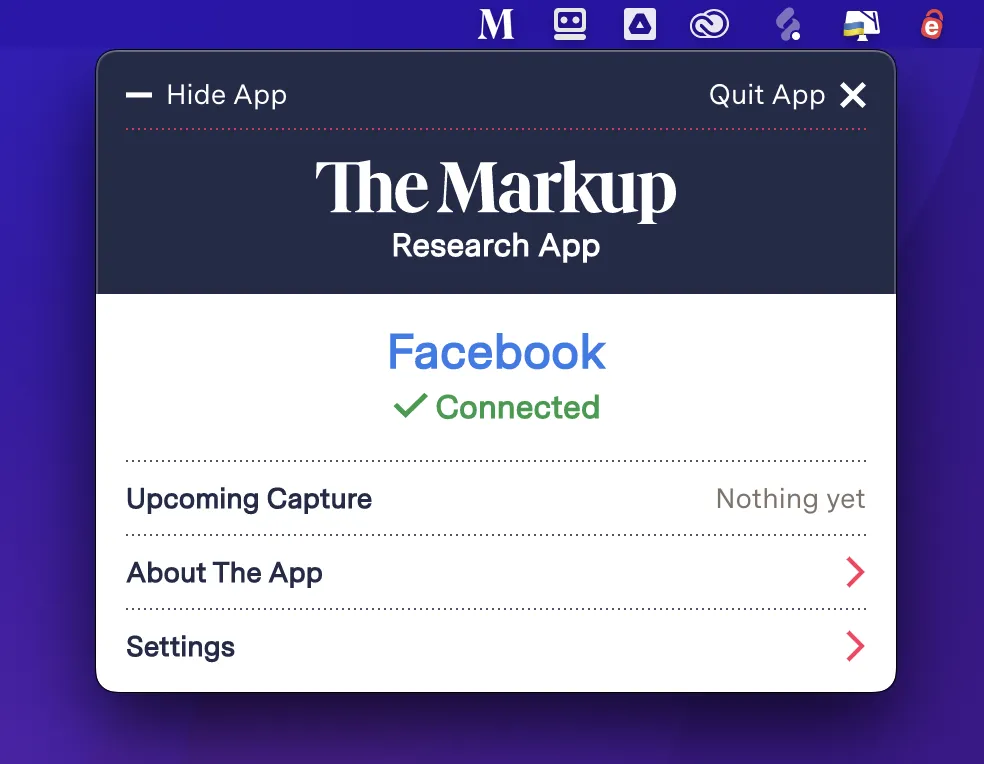 M
e
Hide App
Quit App
The Markup
Research App
Facebook
Connected
Upcoming Capture
Nothing yet
About The App
Settings